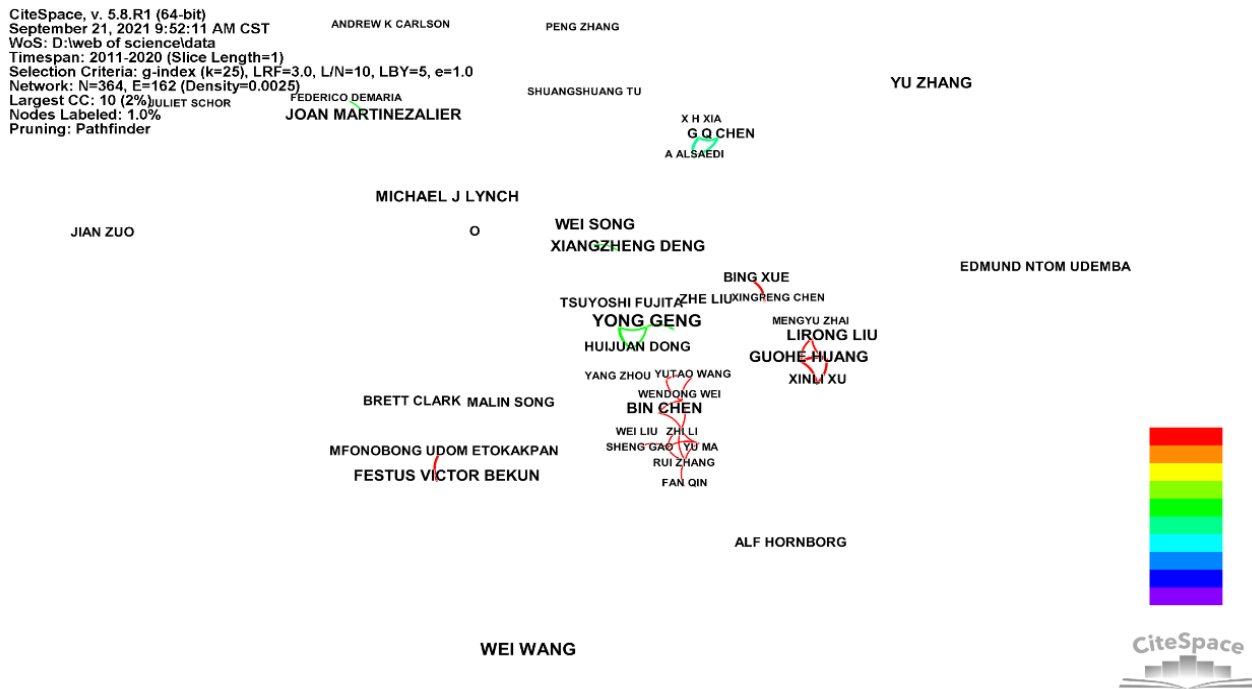 CiteSpace, v. 5.8.R1 (64-bit)
September 21, 2021 9:52:11 AM CST
WoS: D:\web of science\data
Timespan: 2011-2020 (Slice Length=1)
Selection Criteria: g-index (k=25), LRF=3.0, L/N=10, LBY=5, e=1.0
Network: N=364, E=162 (Density=0.0025)
Largest CC: 10 (2%)
Nodes Labeled: 1.0%
Pruning: Pathfinder
ANDREW K CARLSON
PENG ZHANG
YU ZHANG
SHUANGSHUANG TU
FEDERICO DEMARIA
JULIET SCHOR
JOAN MARTINEZALIER
X H XIA
G Q CHEN
A ALSAEDI
MICHAEL J LYNCH
WEI SONG
JIAN ZUO
O
XIANGZHENG DENG
EDMUND NTOM UDEMBA
BING XUE
ZHE LIU
XINGPENG CHEN
TSUYOSHI FUJITA
YONG GENG
MENGYU ZHAI
LIRONG LIU
HUIJUAN DONG
GUOHE HUANG
YANG ZHOU
YUTAO WANG
XINLI XU
WENDONG WEI
BRETT CLARK
MALIN SONG
BIN CHEN
WEI LIU
ZHI LI
SHENG GAO
YU MA
MFONOBONG UDOM ETOKAKPAN
RUI ZHANG
FESTUS VICTOR BEKUN
FAN QIN
ALF HORNBORG
WEI WANG
CiteSpace